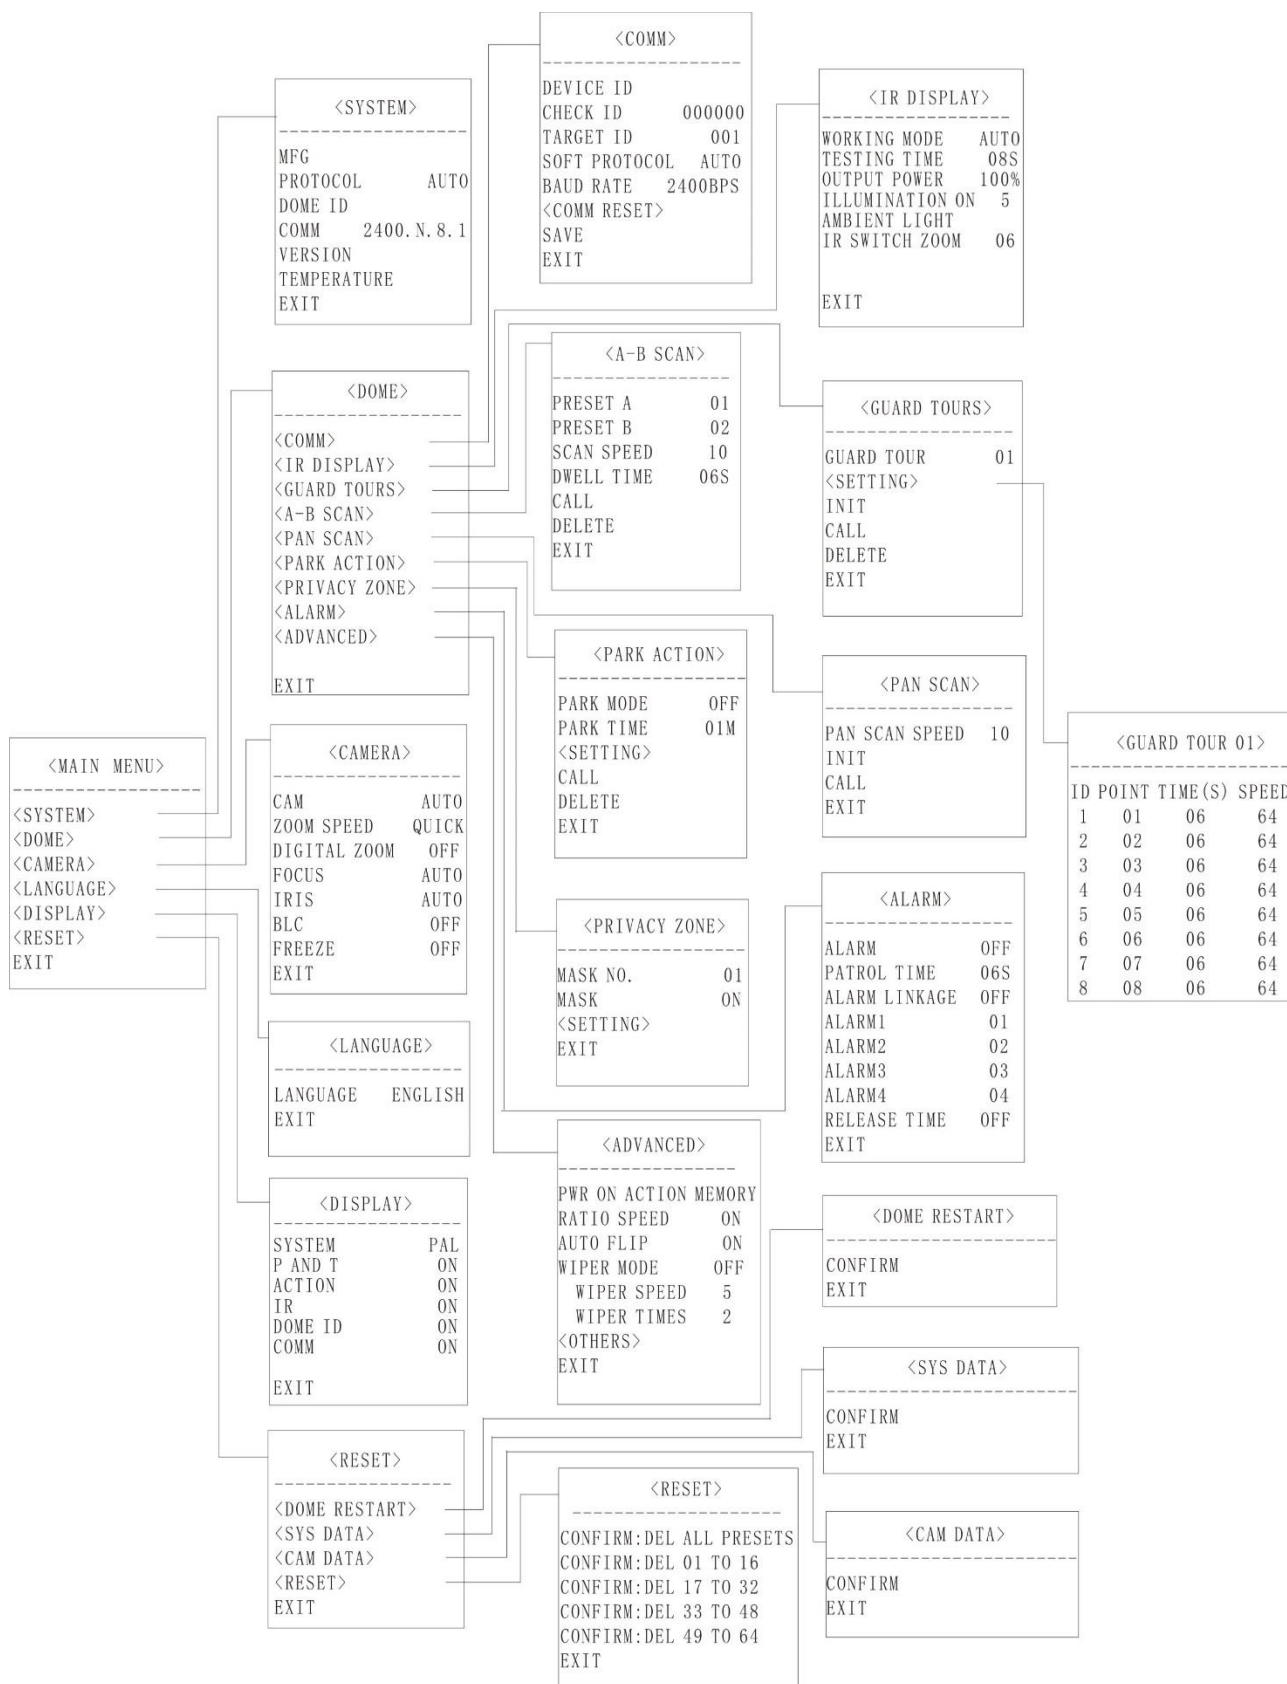 <MAIN MENU>
<SYSTEM>
<DOME>
<CAMERA>
<LANGUAGE>
<DISPLAY>
<RESET>
EXIT
<SYSTEM>
MFG
PROTOCOL AUTO
DOME ID
COMM 2400.N.8.1
VERSION
TEMPERATURE
EXIT
<DOME>
<COMM>
<IR DISPLAY>
<GUARD TOURS>
<A-B SCAN>
<PAN SCAN>
<PARK ACTION>
<PRIVACY ZONE>
<ALARM>
<ADVANCED>
EXIT
<CAMERA>
CAM AUTO
ZOOM SPEED QUICK
DIGITAL ZOOM OFF
FOCUS AUTO
IRIS AUTO
BLC OFF
FREEZE OFF
EXIT
<LANGUAGE>
LANGUAGE ENGLISH
EXIT
<DISPLAY>
SYSTEM PAL
P AND T ON
ACTION ON
IR ON
DOME ID ON
COMM ON
EXIT
<RESET>
<DOME RESTART>
<SYS DATA>
<CAM DATA>
<RESET>
EXIT
<COMM>
DEVICE ID
CHECK ID 000000
TARGET ID 001
SOFT PROTOCOL AUTO
BAUD RATE 2400BPS
<COMM RESET>
SAVE
EXIT
<A-B SCAN>
PRESET A 01
PRESET B 02
SCAN SPEED 10
DWELL TIME 06S
CALL
DELETE
EXIT
<PARK ACTION>
PARK MODE OFF
PARK TIME 01M
<SETTING>
CALL
DELETE
EXIT
<PRIVACY ZONE>
MASK NO. 01
MASK ON
<SETTING>
EXIT
<ADVANCED>
PWR ON ACTION MEMORY
RATIO SPEED ON
AUTO FLIP ON
WIPER MODE OFF
WIPER SPEED 5
WIPER TIMES 2
<OTHERS>
EXIT
<RESET>
CONFIRM:DEL ALL PRESETS
CONFIRM:DEL 01 TO 16
CONFIRM:DEL 17 TO 32
CONFIRM:DEL 33 TO 48
CONFIRM:DEL 49 TO 64
EXIT
<IR DISPLAY>
WORKING MODE AUTO
TESTING TIME 08S
OUTPUT POWER 100%
ILLUMINATION ON 5
AMBIENT LIGHT
IR SWITCH ZOOM 06
EXIT
<GUARD TOURS>
GUARD TOUR 01
<SETTING>
INIT
CALL
DELETE
EXIT
<PAN SCAN>
PAN SCAN SPEED 10
INIT
CALL
EXIT
<ALARM>
ALARM OFF
PATROL TIME 06S
ALARM LINKAGE OFF
ALARM1 01
ALARM2 02
ALARM3 03
ALARM4 04
RELEASE TIME OFF
EXIT
<DOME RESTART>
CONFIRM
EXIT
<SYS DATA>
CONFIRM
EXIT
<CAM DATA>
CONFIRM
EXIT
<GUARD TOUR 01>
ID POINT TIME(S) SPEED
1 01 06 64
2 02 06 64
3 03 06 64
4 04 06 64
5 05 06 64
6 06 06 64
7 07 06 64
8 08 06 64